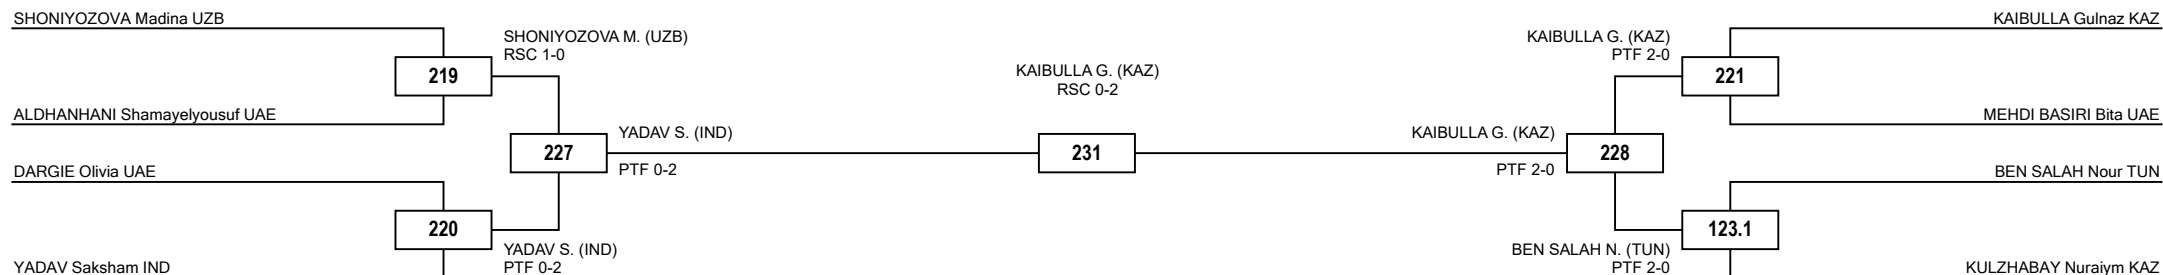 SHONIYOZOVA Madina UZB
KAIBULLA Gulnaz KAZ
SHONIYOZOVA M. (UZB)
RSC 1-0
KAIBULLA G. (KAZ)
PTF 2-0
219
KAIBULLA G. (KAZ)
RSC 0-2
221
ALDHANHANI Shamayelyousuf UAE
MEHDI BASIRI Bita UAE
YADAV S. (IND)
KAIBULLA G. (KAZ)
227
231
228
PTF 0-2
PTF 2-0
DARGIE Olivia UAE
BEN SALAH Nour TUN
220
123.1
YADAV S. (IND)
PTF 0-2
BEN SALAH N. (TUN)
PTF 2-0
YADAV Saksham IND
KULZHABAY Nuraiym KAZ